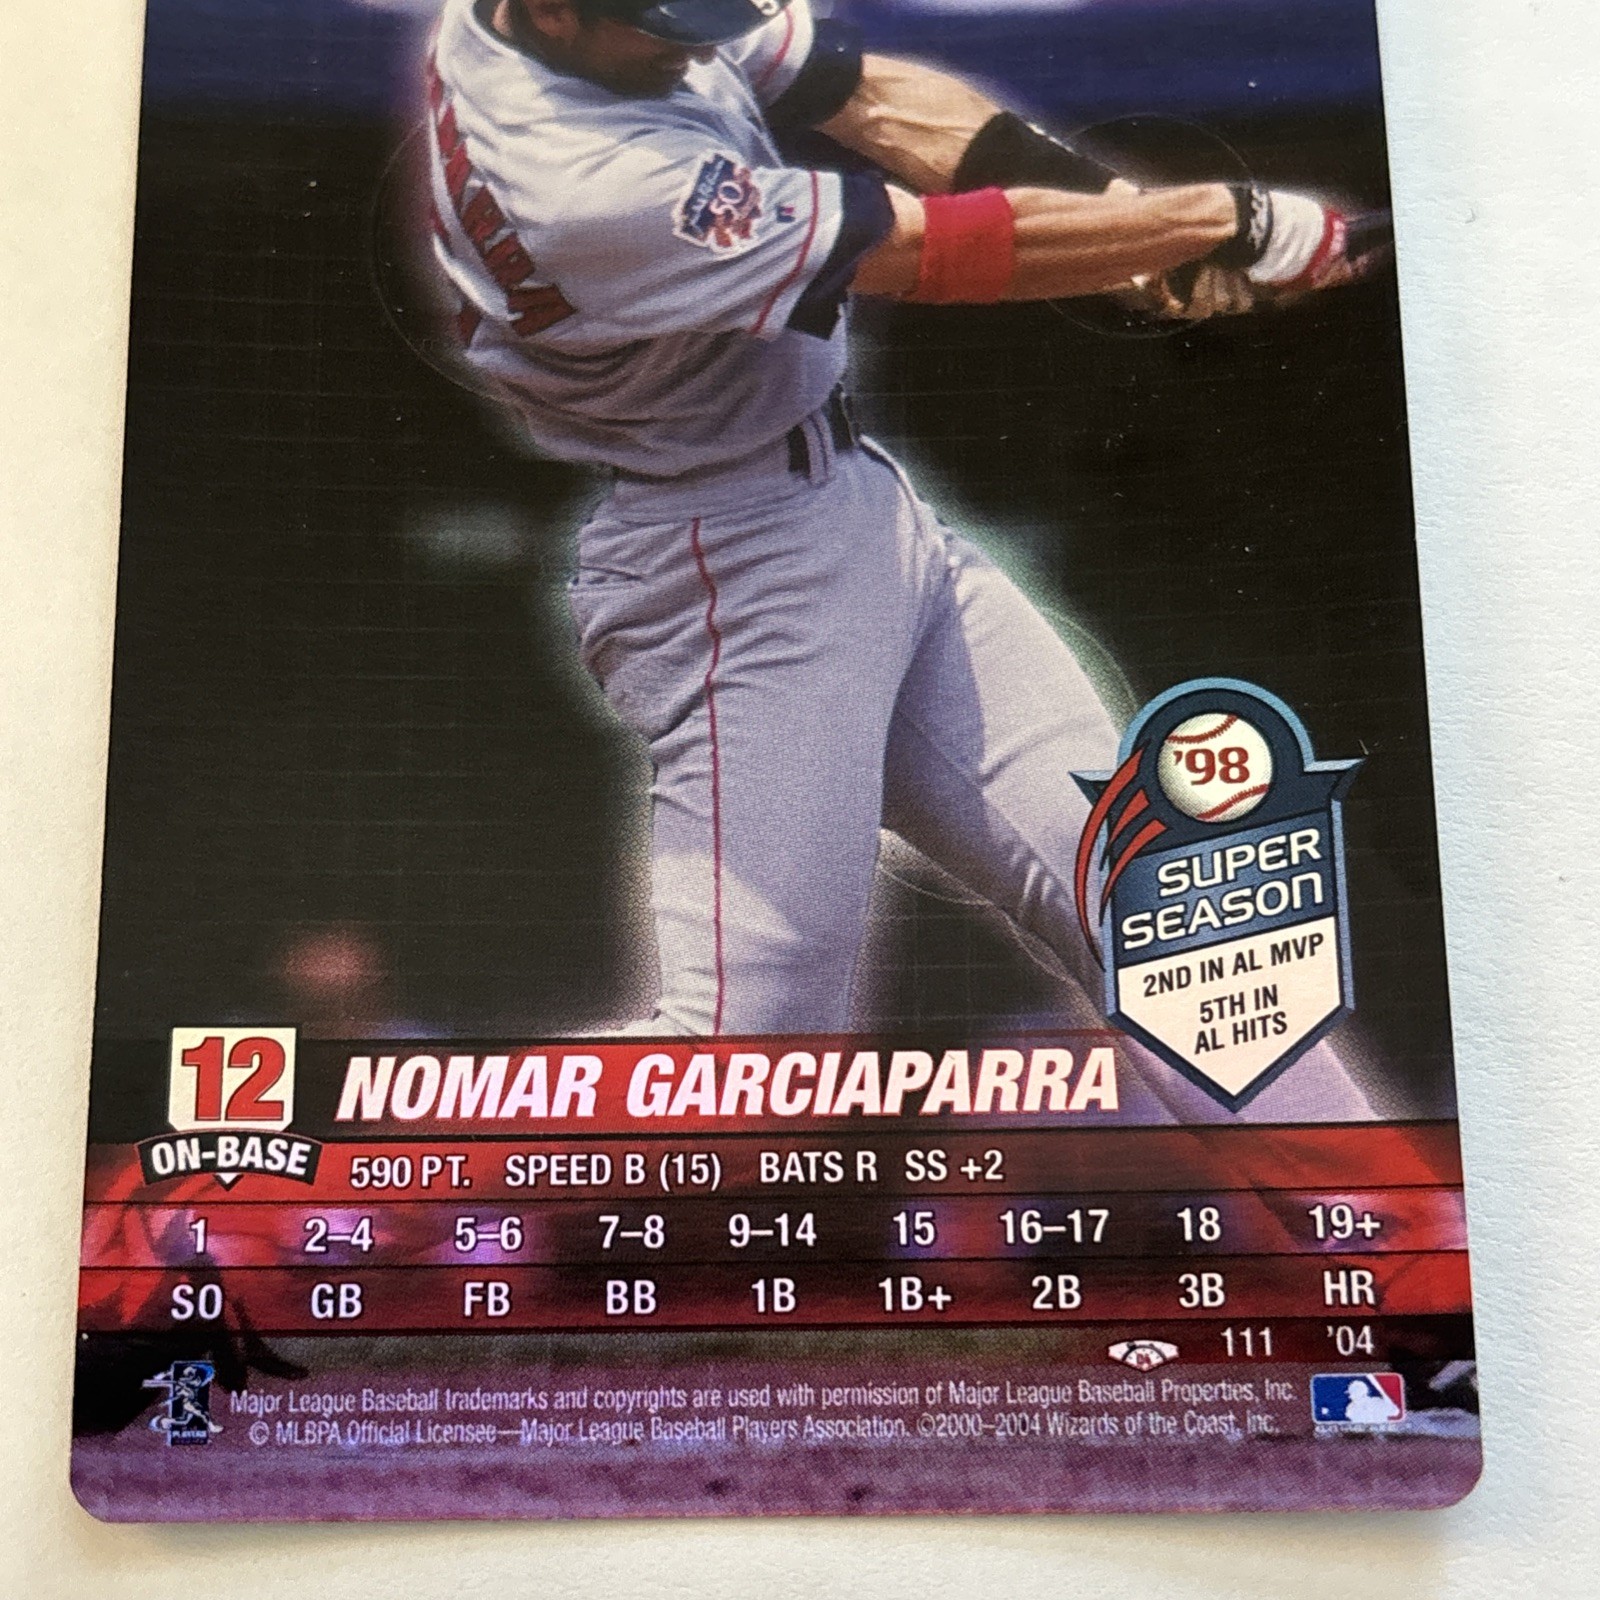 '98
SUPER
SEASON
2ND IN AL MVP
5TH IN
AL HITS
12
ON-BASE
NOMAR GARCIAPARRA
590 PT. SPEED B (15) BATS R SS +2
1 2–4 5–6 7–8 9–14 15 16–17 18 19+
SO GB FB BB 1B 1B+ 2B 3B HR
111 '04
Major League Baseball trademarks and copyrights are used with permission of Major League Baseball Properties, Inc.
© MLBPA Official Licensee—Major League Baseball Players Association. ©2000–2004 Wizards of the Coast, Inc.
PLAYERS